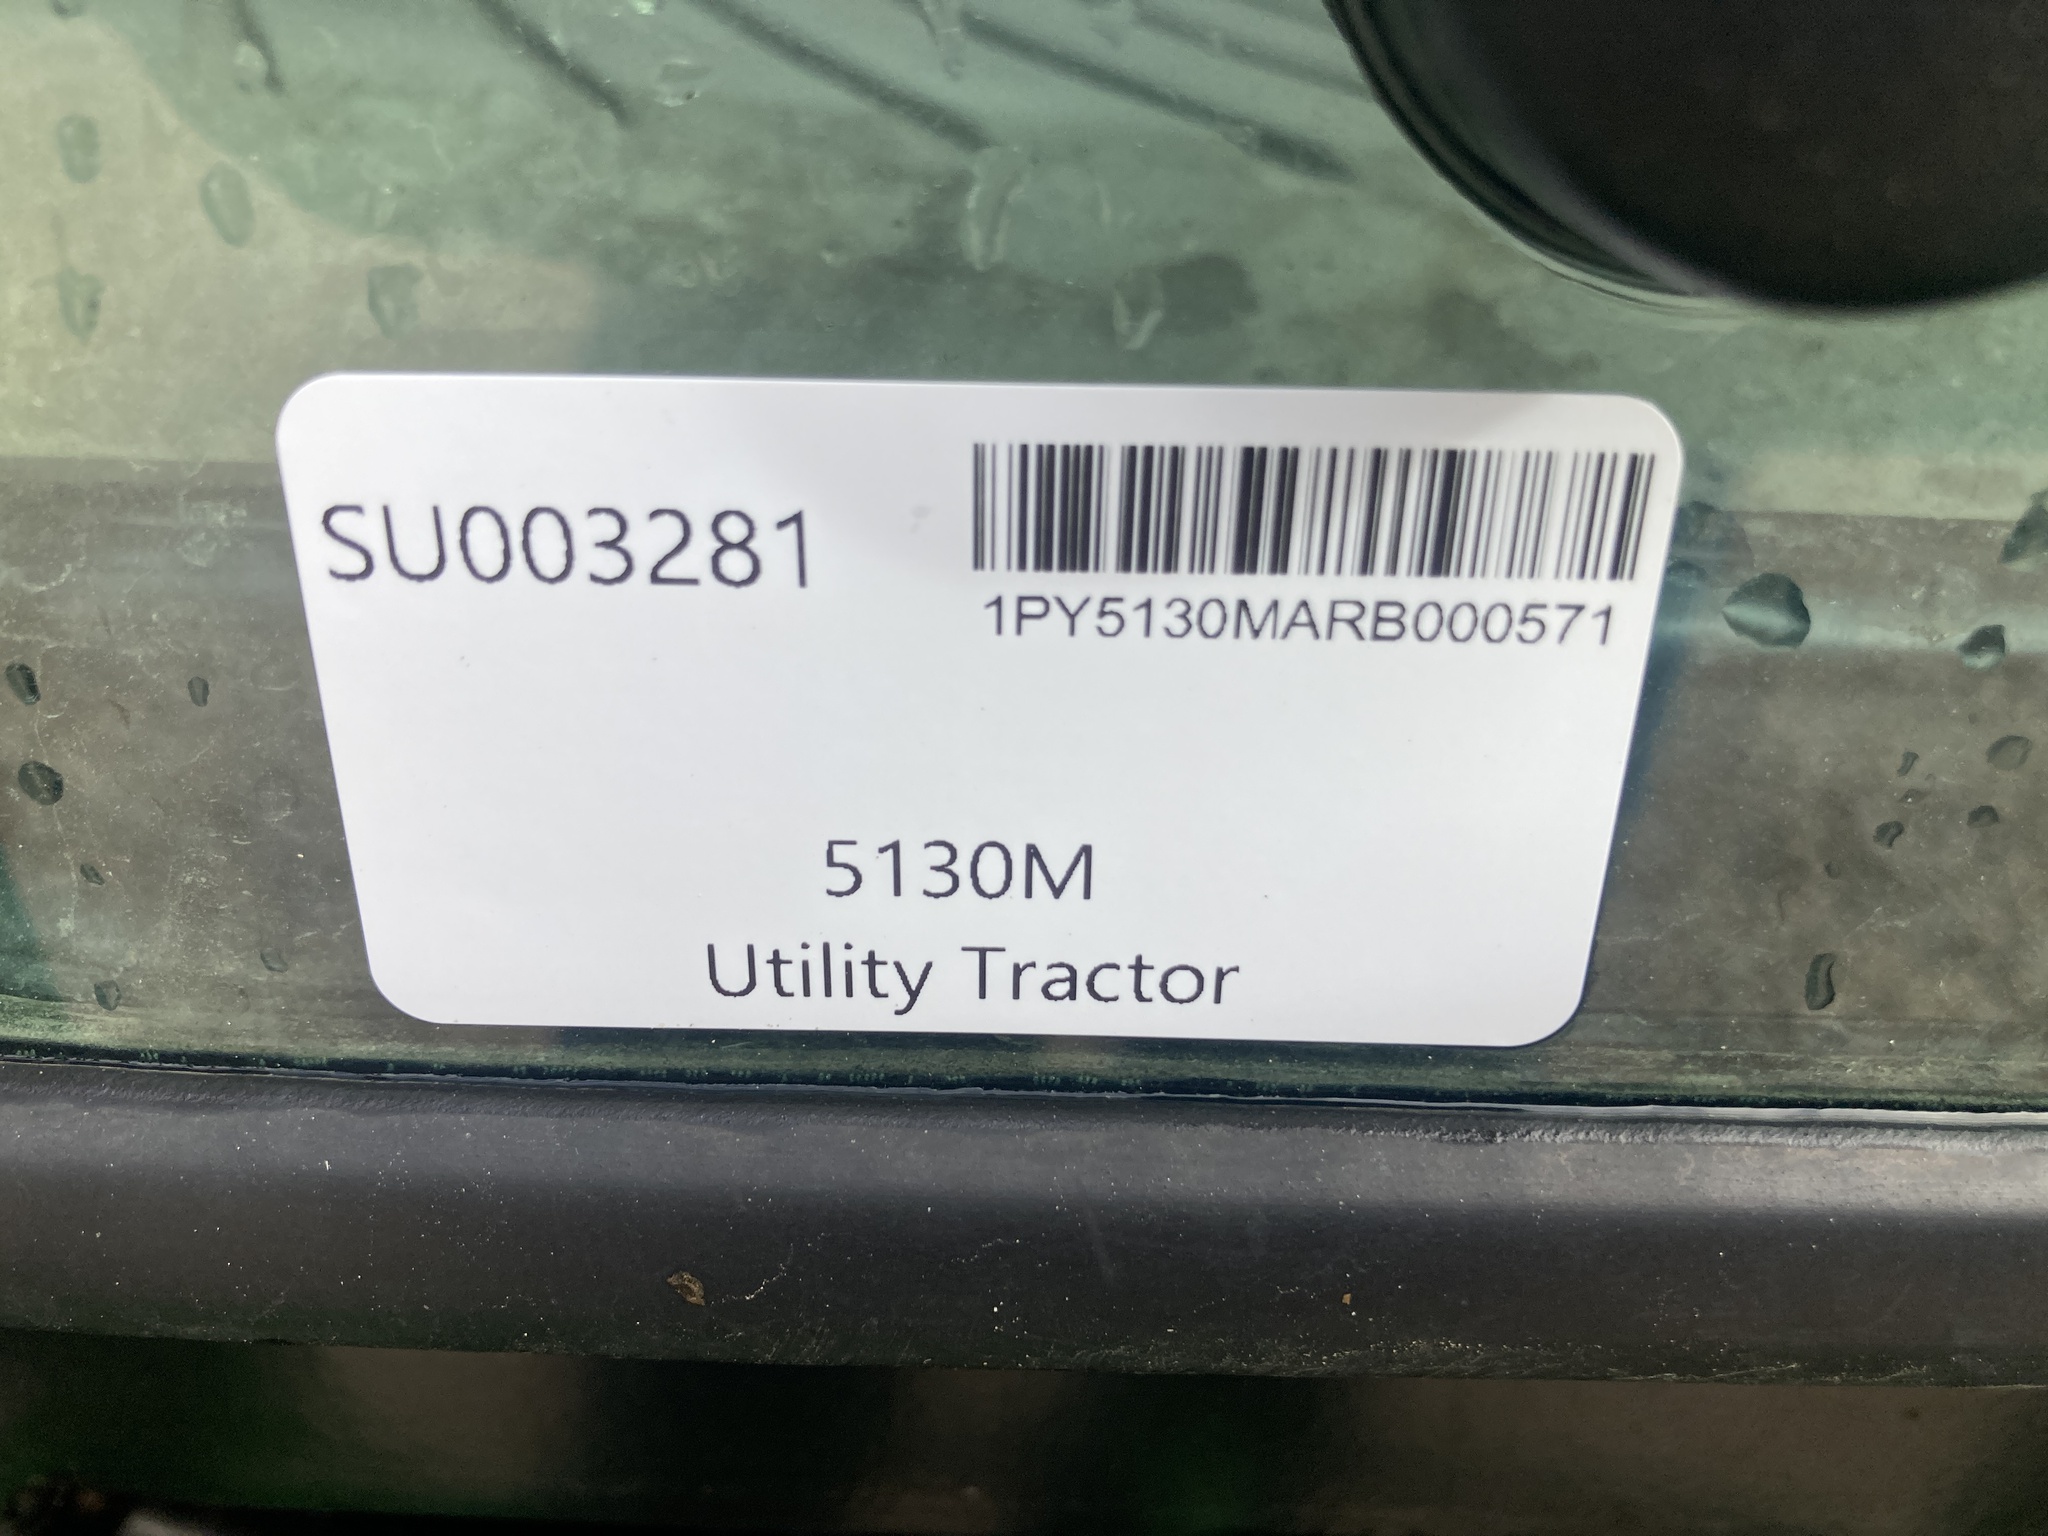 SU003281
1PY5130MARB000571
5130M
Utility Tractor